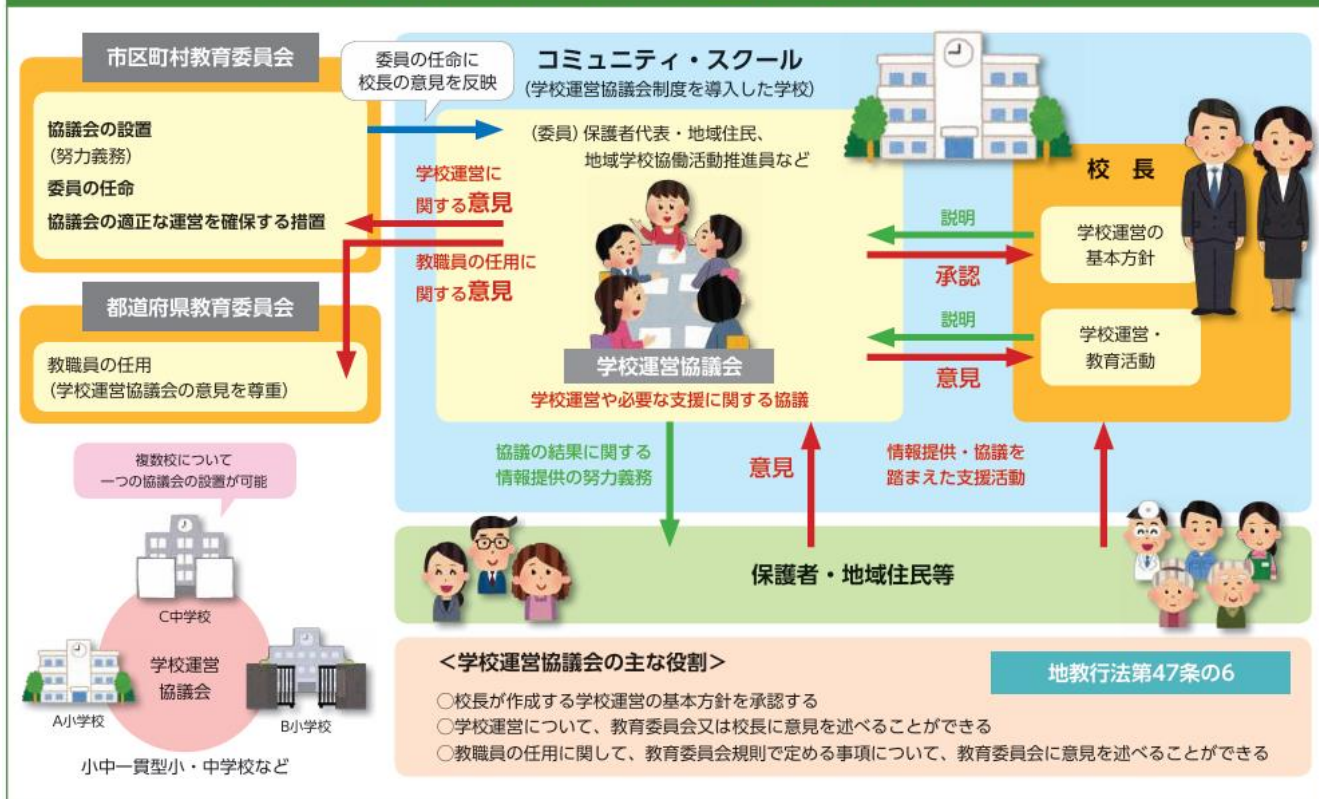 市区町村教育委員会
協議会の設置
(努力義務)
委員の任命
協議会の適正な運営を確保する措置
委員の任命に
校長の意見を反映
都道府県教育委員会
教職員の任用
(学校運営協議会の意見を尊重)
学校運営に
関する意見
教職員の任用に
関する意見
コミュニティ・スクール
(学校運営協議会制度を導入した学校)
(委員) 保護者代表・地域住民、
地域学校協働活動推進員など
学校運営協議会
学校運営や必要な支援に関する協議
説明
承認
説明
意見
校 長
学校運営の
基本方針
学校運営・
教育活動
協議の結果に関する
情報提供の努力義務
意見
情報提供・協議を
踏まえた支援活動
保護者・地域住民等
複数校について
一つの協議会の設置が可能
C中学校
学校運営
協議会
A小学校
B小学校
小中一貫型小・中学校など
<学校運営協議会の主な役割>
地教行法第47条の6
○校長が作成する学校運営の基本方針を承認する
○学校運営について、教育委員会又は校長に意見を述べることができる
○教職員の任用に関して、教育委員会規則で定める事項について、教育委員会に意見を述べることができる